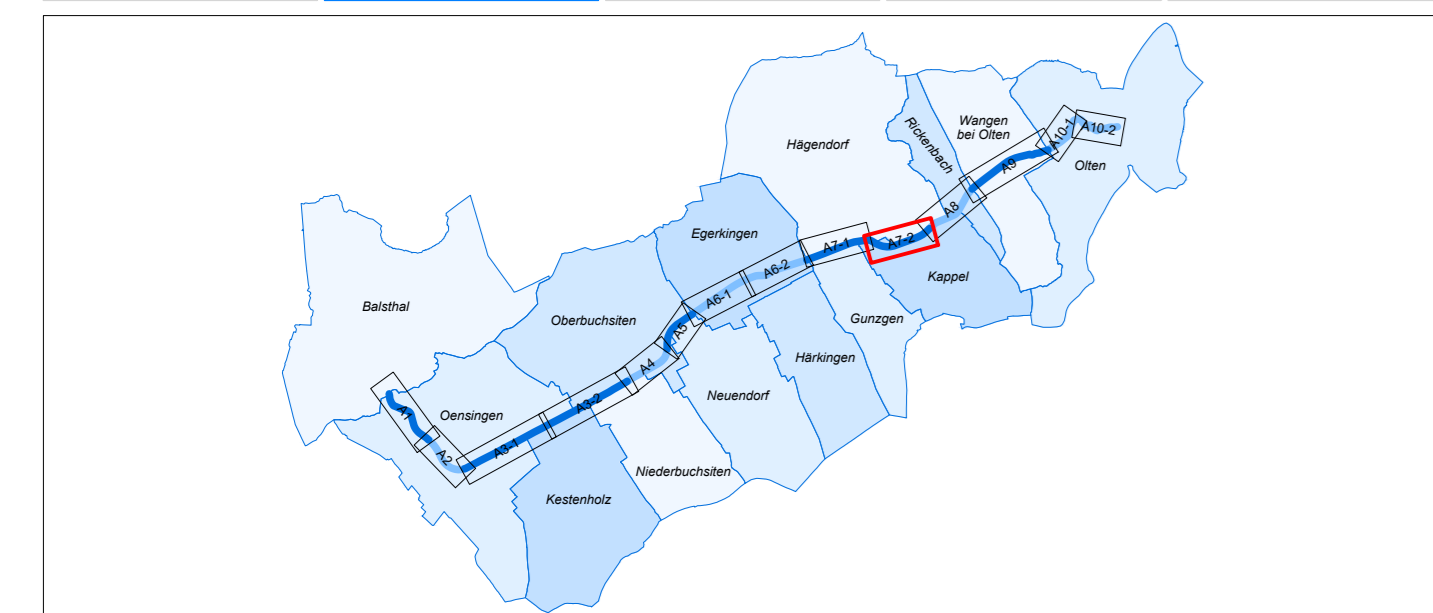 Hägendorf
Rickenbach
Wangen
bei Olten
A10-1
A10-2
Olten
A9
A8
Egerkingen
A7-1
A7-2
Kappel
A6-2
A6-1
Balsthal
Oberbuchsiten
A5
Gunzgen
Härkingen
A4
Neuendorf
A3-2
A1
Oensingen
A2
A3-1
Niederbuchsiten
Kestenholz